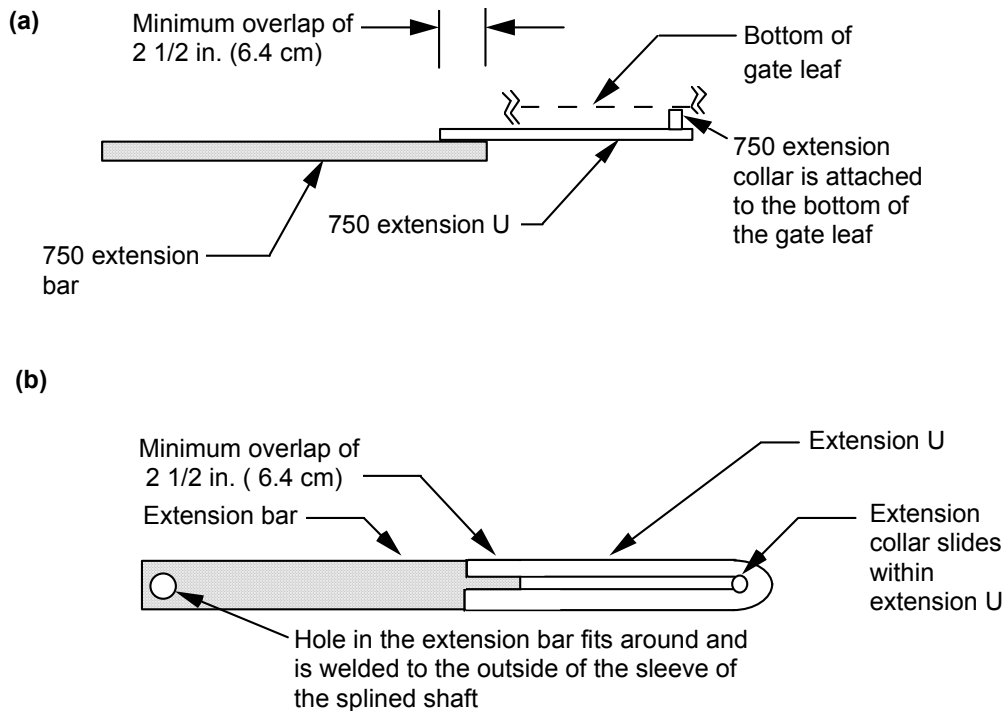 (a)
Minimum overlap of
2 1/2 in. (6.4 cm)
Bottom of
gate leaf
750 extension
collar is attached
to the bottom of
the gate leaf
750 extension U
750 extension
bar
(b)
Minimum overlap of
2 1/2 in. ( 6.4 cm)
Extension bar
Extension U
Extension
collar slides
within
extension U
Hole in the extension bar fits around and
is welded to the outside of the sleeve of
the splined shaft